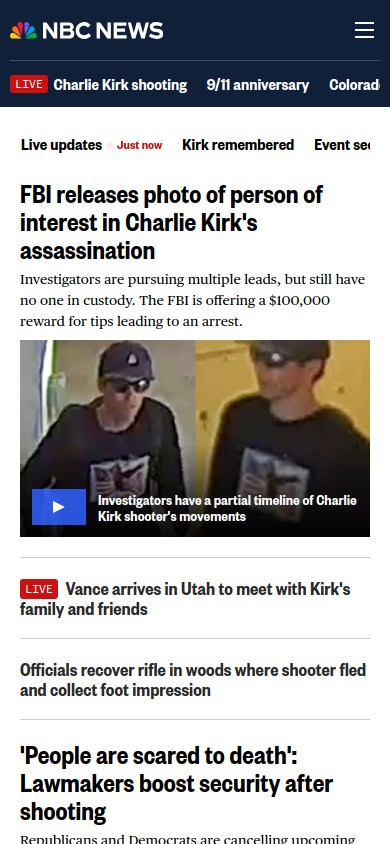 NBC NEWS
LIVE Charlie Kirk shooting 9/11 anniversary Colorad
Live updates Just now Kirk remembered Event sec
FBI releases photo of person of
interest in Charlie Kirk's
assassination
Investigators are pursuing multiple leads, but still have
no one in custody. The FBI is offering a $100,000
reward for tips leading to an arrest.
Investigators have a partial timeline of Charlie
Kirk shooter's movements
LIVE Vance arrives in Utah to meet with Kirk's
family and friends
Officials recover rifle in woods where shooter fled
and collect foot impression
'People are scared to death':
Lawmakers boost security after
shooting
Republicans and Democrats are cancelling upcoming